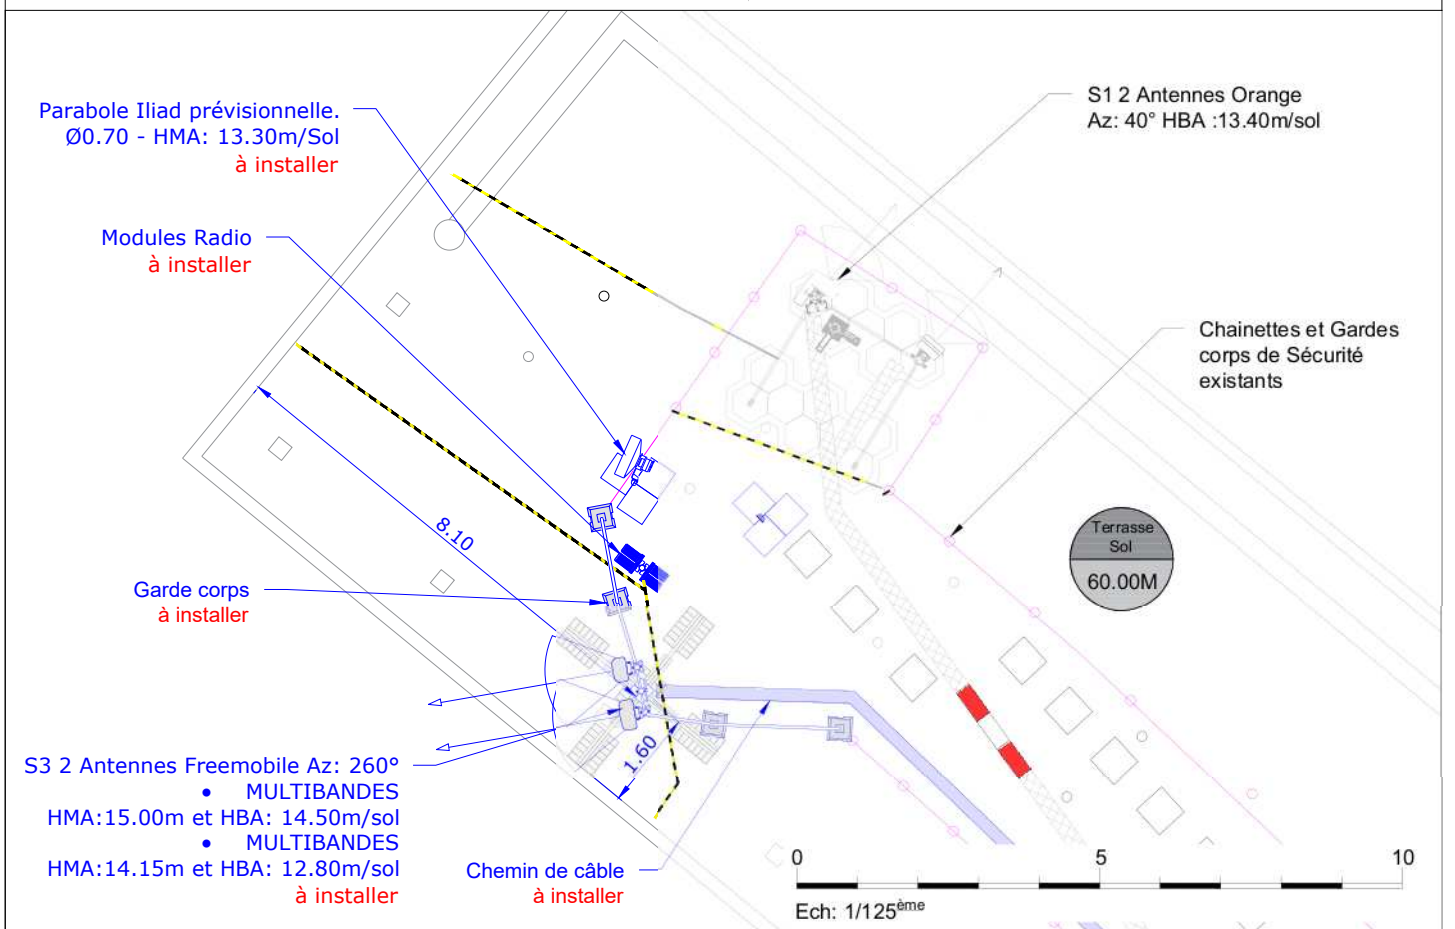 Parabole Iliad prévisionnelle.
Ø0.70 - HMA: 13.30m/Sol
à installer
S1 2 Antennes Orange
Az: 40° HBA :13.40m/sol
Modules Radio
à installer
Chainettes et Gardes
corps de Sécurité
existants
8.10
Terrasse
Sol
60.00M
Garde corps
à installer
1.60
S3 2 Antennes Freemobile Az: 260°
• MULTIBANDES
HMA:15.00m et HBA: 14.50m/sol
• MULTIBANDES
HMA:14.15m et HBA: 12.80m/sol
à installer
Chemin de câble
à installer
0 5 10
Ech: 1/125ème